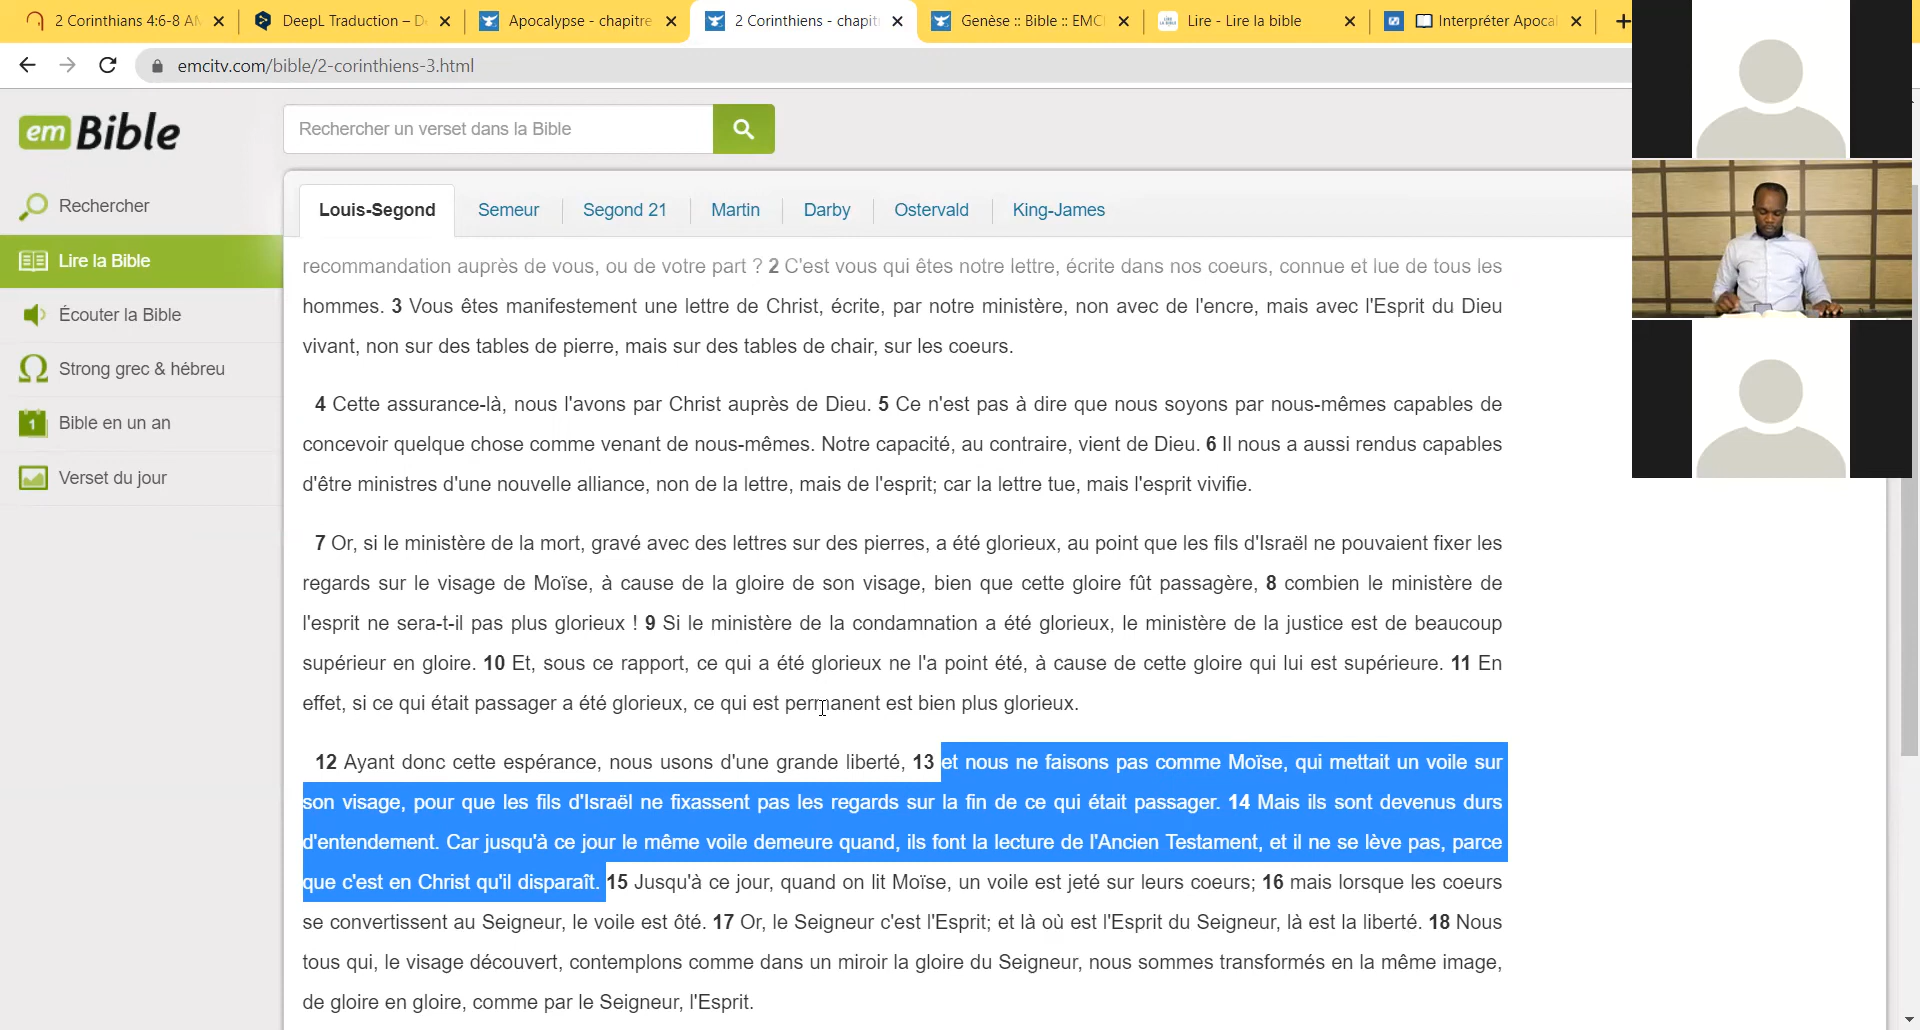 2 Corinthians 4:6-8 AM
DeepL Traduction – D
Apocalypse - chapitre
2 Corinthiens - chapit
Genèse :: Bible :: EMCI
Lire - Lire la bible
Interpréter Apocal
emcitv.com/bible/2-corinthiens-3.html
em Bible
Rechercher un verset dans la Bible
Rechercher
Lire la Bible
Écouter la Bible
Strong grec & hébreu
1
Bible en un an
Verset du jour
Louis-Segond
Semeur
Segond 21
Martin
Darby
Ostervald
King-James
recommandation auprès de vous, ou de votre part ? 2 C'est vous qui êtes notre lettre, écrite dans nos coeurs, connue et lue de tous les
hommes. 3 Vous êtes manifestement une lettre de Christ, écrite, par notre ministère, non avec de l'encre, mais avec l'Esprit du Dieu
vivant, non sur des tables de pierre, mais sur des tables de chair, sur les coeurs.
4 Cette assurance-là, nous l'avons par Christ auprès de Dieu. 5 Ce n'est pas à dire que nous soyons par nous-mêmes capables de
concevoir quelque chose comme venant de nous-mêmes. Notre capacité, au contraire, vient de Dieu. 6 Il nous a aussi rendus capables
d'être ministres d'une nouvelle alliance, non de la lettre, mais de l'esprit; car la lettre tue, mais l'esprit vivifie.
7 Or, si le ministère de la mort, gravé avec des lettres sur des pierres, a été glorieux, au point que les fils d'Israël ne pouvaient fixer les
regards sur le visage de Moïse, à cause de la gloire de son visage, bien que cette gloire fût passagère, 8 combien le ministère de
l'esprit ne sera-t-il pas plus glorieux ! 9 Si le ministère de la condamnation a été glorieux, le ministère de la justice est de beaucoup
supérieur en gloire. 10 Et, sous ce rapport, ce qui a été glorieux ne l'a point été, à cause de cette gloire qui lui est supérieure. 11 En
effet, si ce qui était passager a été glorieux, ce qui est permanent est bien plus glorieux.
12 Ayant donc cette espérance, nous usons d'une grande liberté, 13 et nous ne faisons pas comme Moïse, qui mettait un voile sur
son visage, pour que les fils d'Israël ne fixassent pas les regards sur la fin de ce qui était passager. 14 Mais ils sont devenus durs
d'entendement. Car jusqu'à ce jour le même voile demeure quand, ils font la lecture de l'Ancien Testament, et il ne se lève pas, parce
que c'est en Christ qu'il disparaît. 15 Jusqu'à ce jour, quand on lit Moïse, un voile est jeté sur leurs coeurs; 16 mais lorsque les coeurs
se convertissent au Seigneur, le voile est ôté. 17 Or, le Seigneur c'est l'Esprit; et là où est l'Esprit du Seigneur, là est la liberté. 18 Nous
tous qui, le visage découvert, contemplons comme dans un miroir la gloire du Seigneur, nous sommes transformés en la même image,
de gloire en gloire, comme par le Seigneur, l'Esprit.